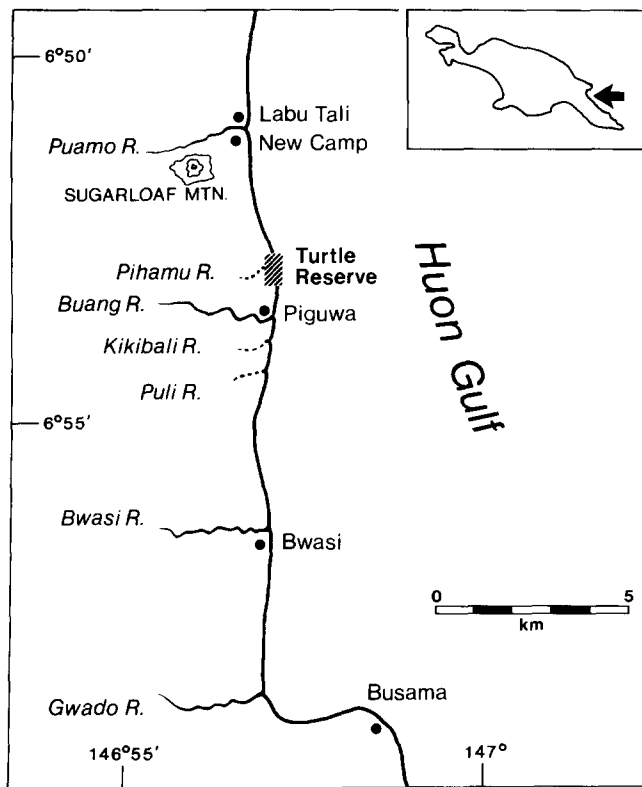 6°50′
Labu Tali
Puamo R.
New Camp
SUGARLOAF MTN.
Turtle
Reserve
Pihamu R.
Buang R.
Piguwa
Kikibali R.
Puli R.
Huon Gulf
6°55′
Bwasi R.
Bwasi
0 5
km
Gwado R.
Busama
146°55′
147°